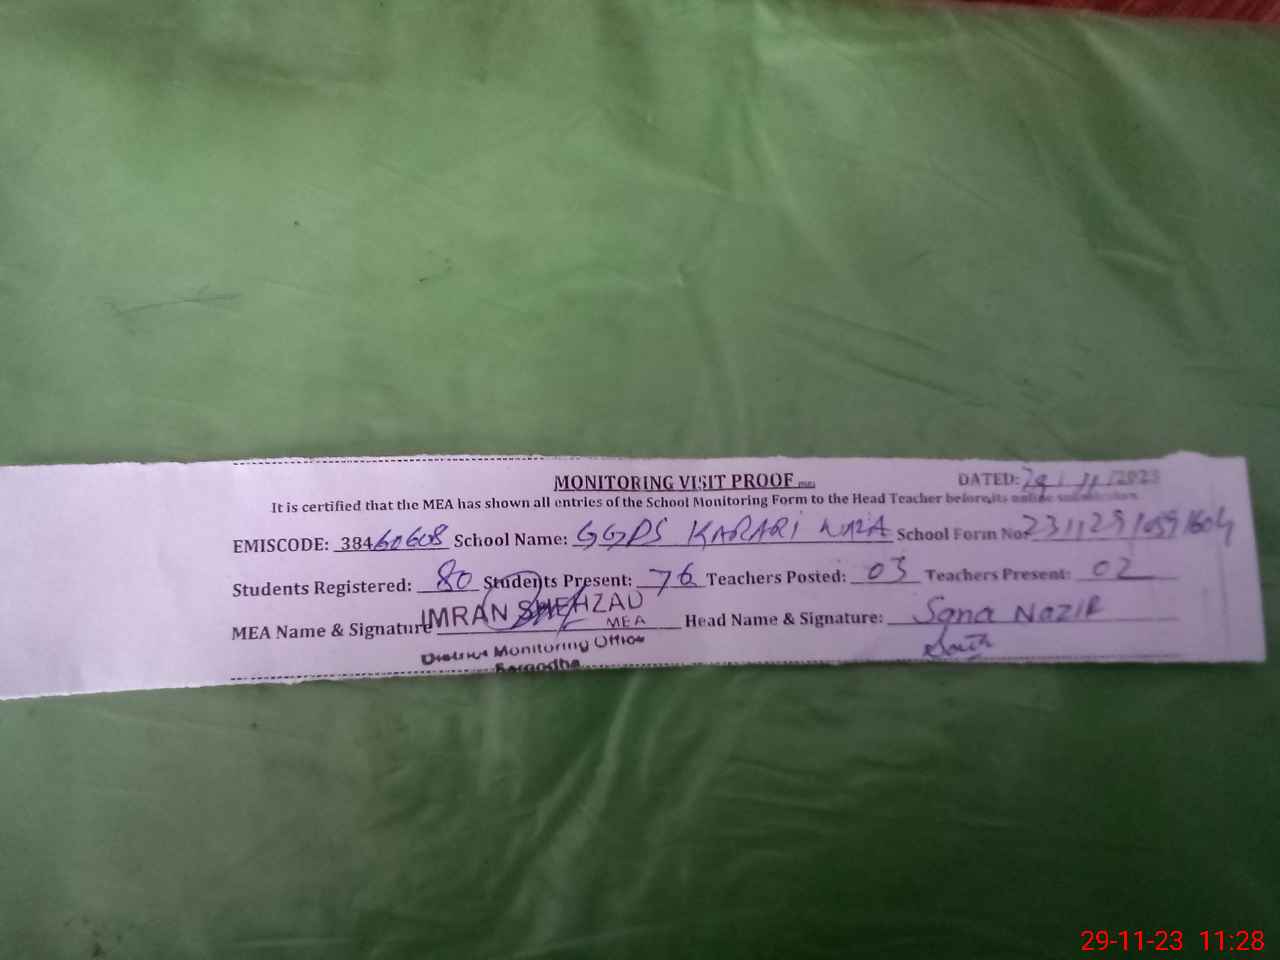 MONITORING VISIT PROOF
DATED: 29/11/2023
It is certified that the MEA has shown all entries of the School Monitoring Form to the Head Teacher before its online submission
EMISCODE: 38460608 School Name: GGPS KARARI School Form No:
Students Registered: 80 Students Present: 76 Teachers Posted: 03 Teachers Present: 02
IMRAN SHEHZAD
MEA
MEA Name & Signature Head Name & Signature: Sana NAZIR
District Monitoring Office
Sargodha
29-11-23 11:28